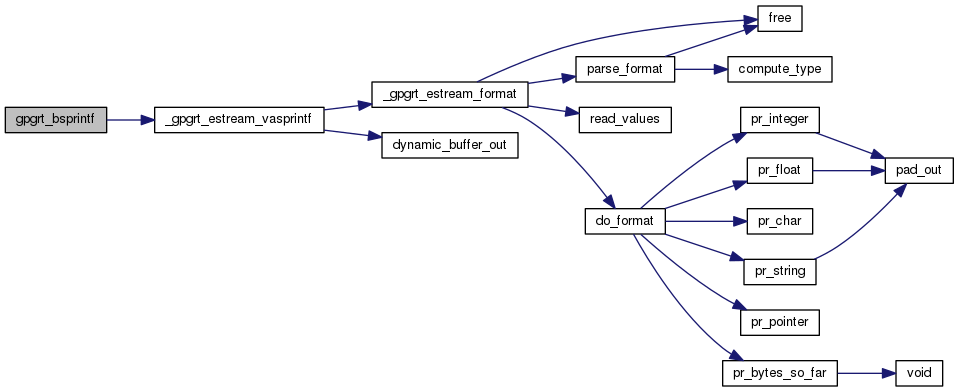 free
parse_format
compute_type
_gpgrt_estream_format
gpgrt_bsprintf
_gpgrt_estream_vasprintf
read_values
pr_integer
dynamic_buffer_out
pr_float
pad_out
do_format
pr_char
pr_string
pr_pointer
pr_bytes_so_far
void